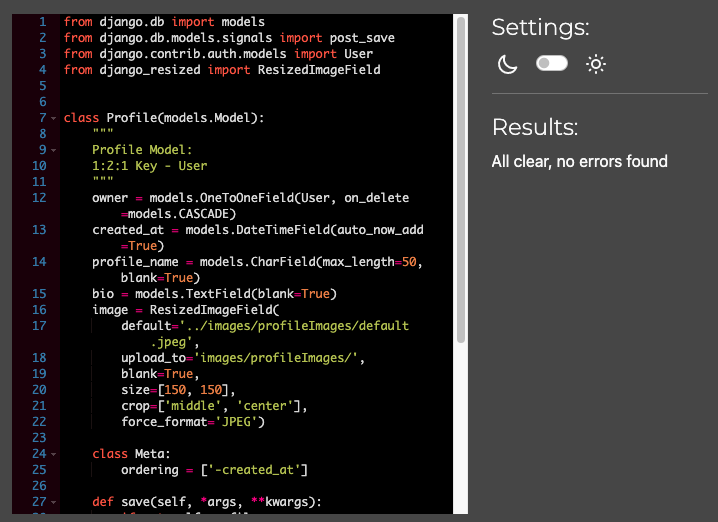 1 from django.db import models
2 from django.db.models.signals import post_save
3 from django.contrib.auth.models import User
4 from django_resized import ResizedImageField
5
6
7 class Profile(models.Model):
8 """
9 Profile Model:
10 1:2:1 Key - User
11 """
12 owner = models.OneToOneField(User, on_delete
=models.CASCADE)
13 created_at = models.DateTimeField(auto_now_add
=True)
14 profile_name = models.CharField(max_length=50,
blank=True)
15 bio = models.TextField(blank=True)
16 image = ResizedImageField(
17 default='../images/profileImages/default
.jpeg',
18 upload_to='images/profileImages/',
19 blank=True,
20 size=[150, 150],
21 crop=['middle', 'center'],
22 force_format='JPEG')
23
24 class Meta:
25 ordering = ['-created_at']
26
27 def save(self, *args, **kwargs):
Settings:
Results:
All clear, no errors found